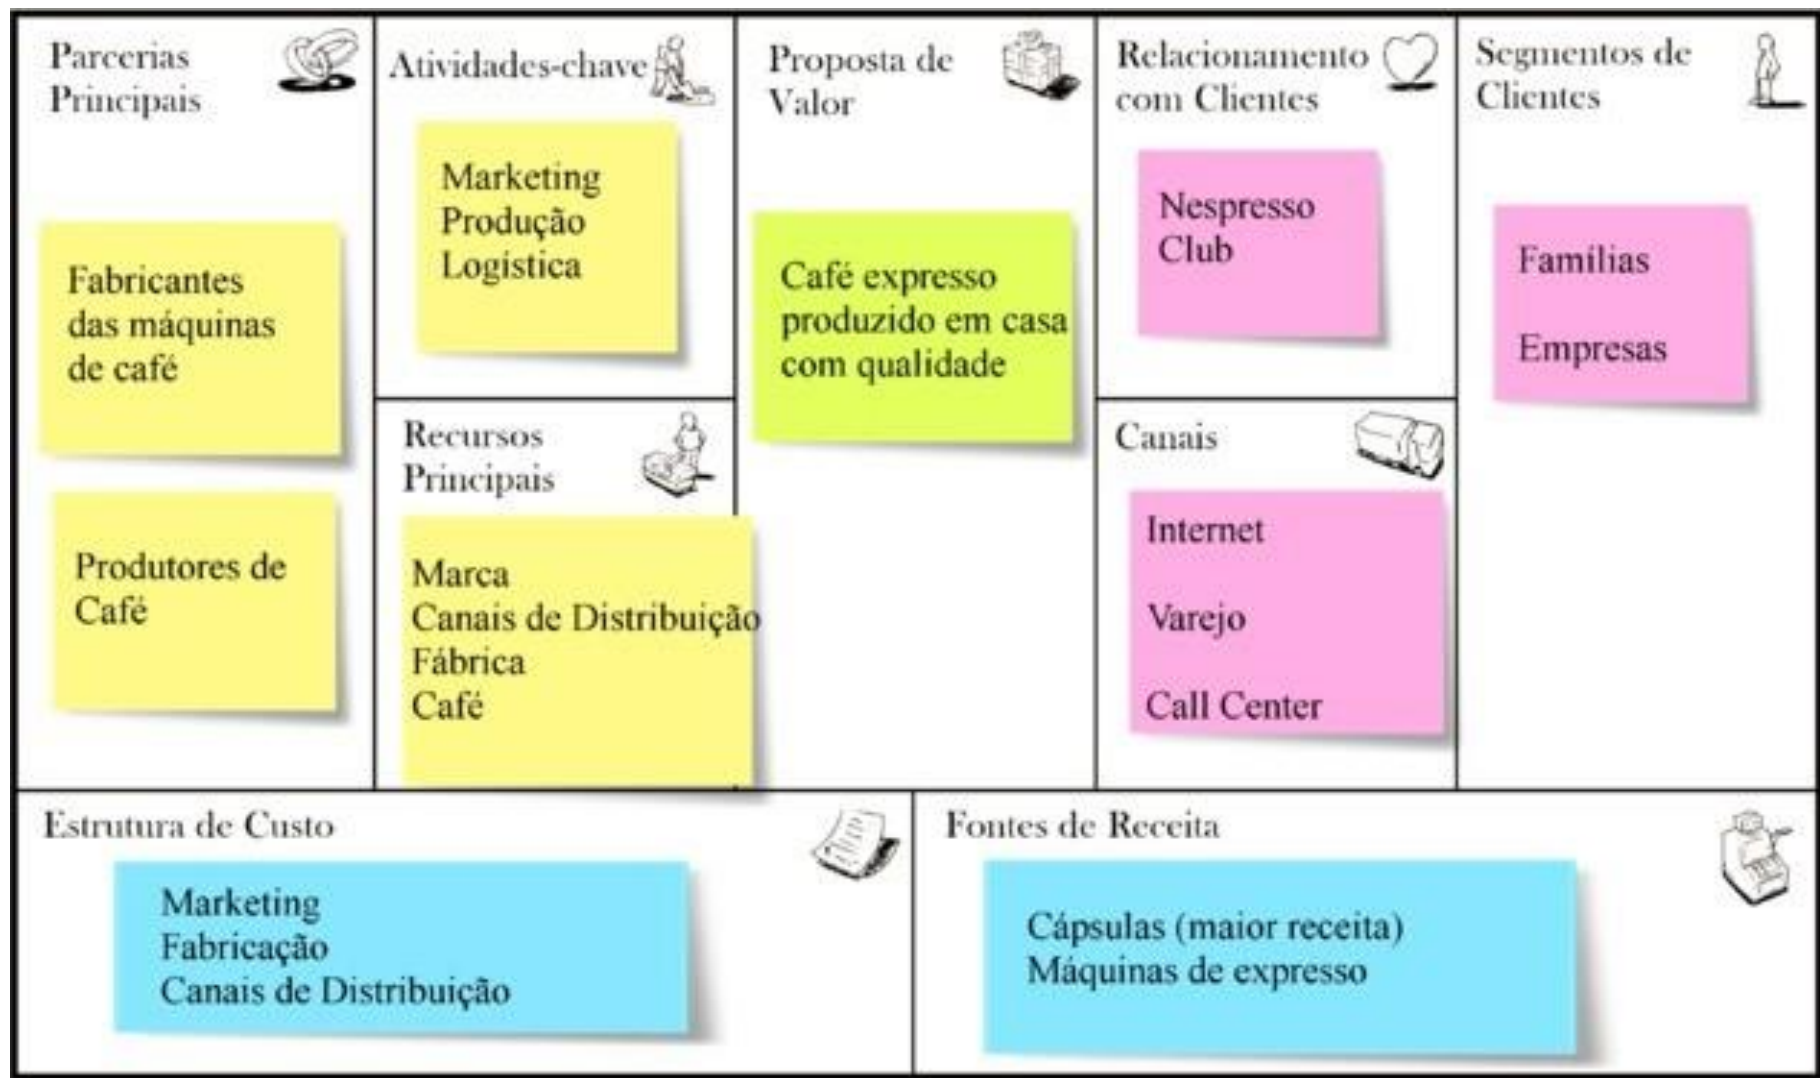 Parcerias
Principais
Fabricantes
das máquinas
de café
Produtores de
Café
Atividades-chave
Marketing
Produção
Logística
Recursos
Principais
Marca
Canais de Distribuição
Fábrica
Café
Proposta de
Valor
Café expresso
produzido em casa
com qualidade
Relacionamento
com Clientes
Nespresso
Club
Canais
Internet
Varejo
Call Center
Segmentos de
Clientes
Famílias
Empresas
Estrutura de Custo
Marketing
Fabricação
Canais de Distribuição
Fontes de Receita
Cápsulas (maior receita)
Máquinas de expresso